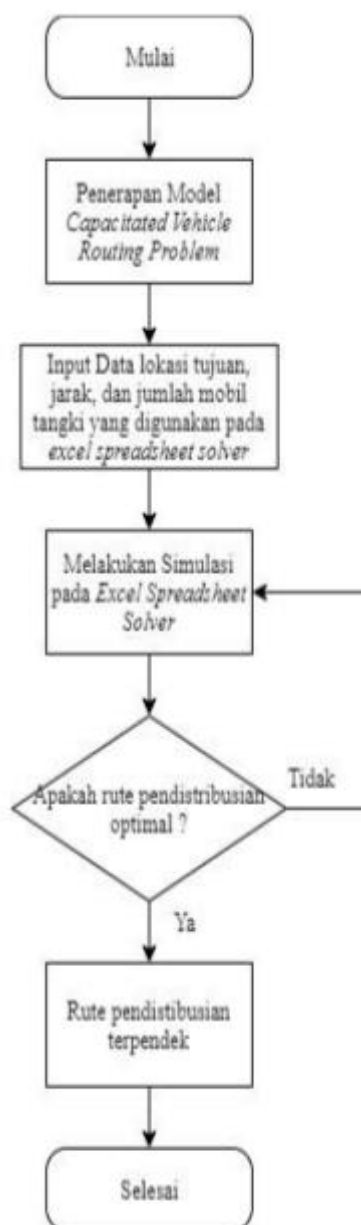 Mulai
Penerapan Model
Capacitated Vehicle
Routing Problem
Input Data lokasi tujuan,
jarak, dan jumlah mobil
tangki yang digunakan pada
excel spreadsheet solver
Melakukan Simulasi
pada Excel Spreadsheet
Solver
Apakah rute pendistribusian
optimal ?
Tidak
Ya
Rute pendistibusian
terpendek
Selesai